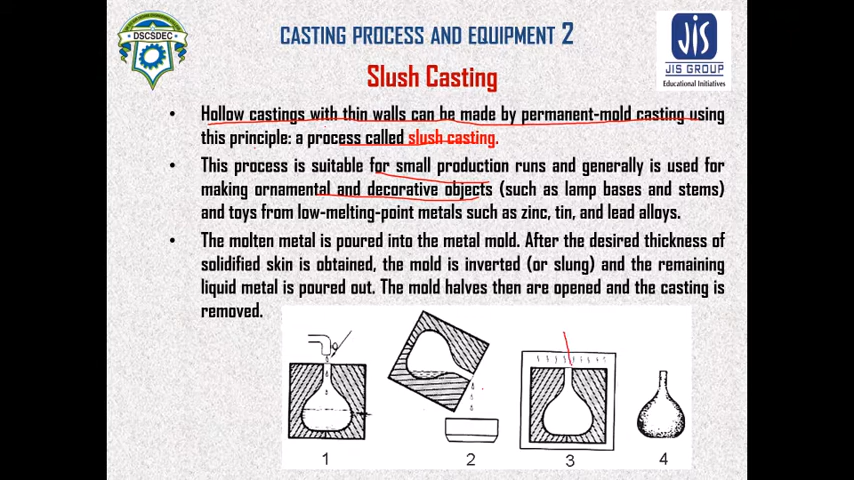 DSCSDEC
CASTING PROCESS AND EQUIPMENT 2
JIS
JIS GROUP
Educational Initiatives
Slush Casting
• Hollow castings with thin walls can be made by permanent-mold casting using
this principle: a process called slush casting.
• This process is suitable for small production runs and generally is used for
making ornamental and decorative objects (such as lamp bases and stems)
and toys from low-melting-point metals such as zinc, tin, and lead alloys.
• The molten metal is poured into the metal mold. After the desired thickness of
solidified skin is obtained, the mold is inverted (or slung) and the remaining
liquid metal is poured out. The mold halves then are opened and the casting is
removed.
1 2 3 4